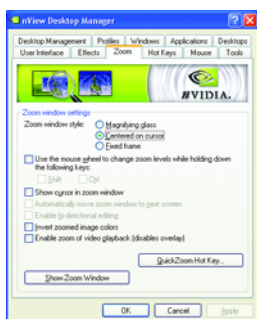 nView Desktop Manager
Desktop Management Profiles Windows Applications Desktops
User Interface Effects Zoom Hot Keys Mouse Tools
NVIDIA.
Zoom window settings
Zoom window style: Magnifying glass
Centered on cursor
Fixed frame
Use the mouse wheel to change zoom levels while holding down
the following keys:
Shift Ctrl
Show cursor in zoom window
Automatically move zoom window to next screen
Enable bi-directional editing
Invert zoomed image colors
Enable zoom of video playback (disables overlay)
QuickZoom Hot Key...
Show Zoom Window
OK Cancel Apply